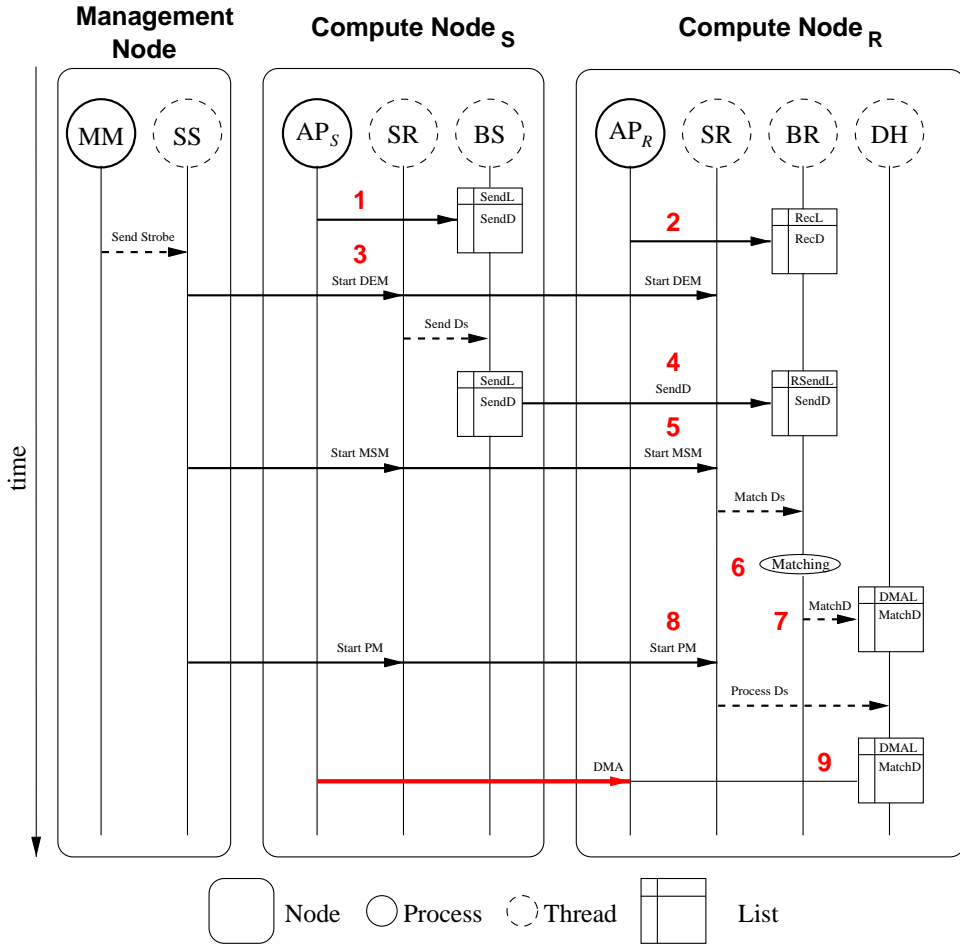 Management
Node
Compute Node S
Compute Node R
time
MM
SS
AP S
SR
BS
AP R
SR
BR
DH
1
SendL
SendD
2
RecL
RecD
Send Strobe
3
Start DEM
Start DEM
Send Ds
4
SendL
SendD
SendD
RSendL
SendD
5
Start MSM
Start MSM
Match Ds
6
Matching
7
MatchD
DMAL
MatchD
8
Start PM
Start PM
Process Ds
9
DMA
DMAL
MatchD
Node
Process
Thread
List